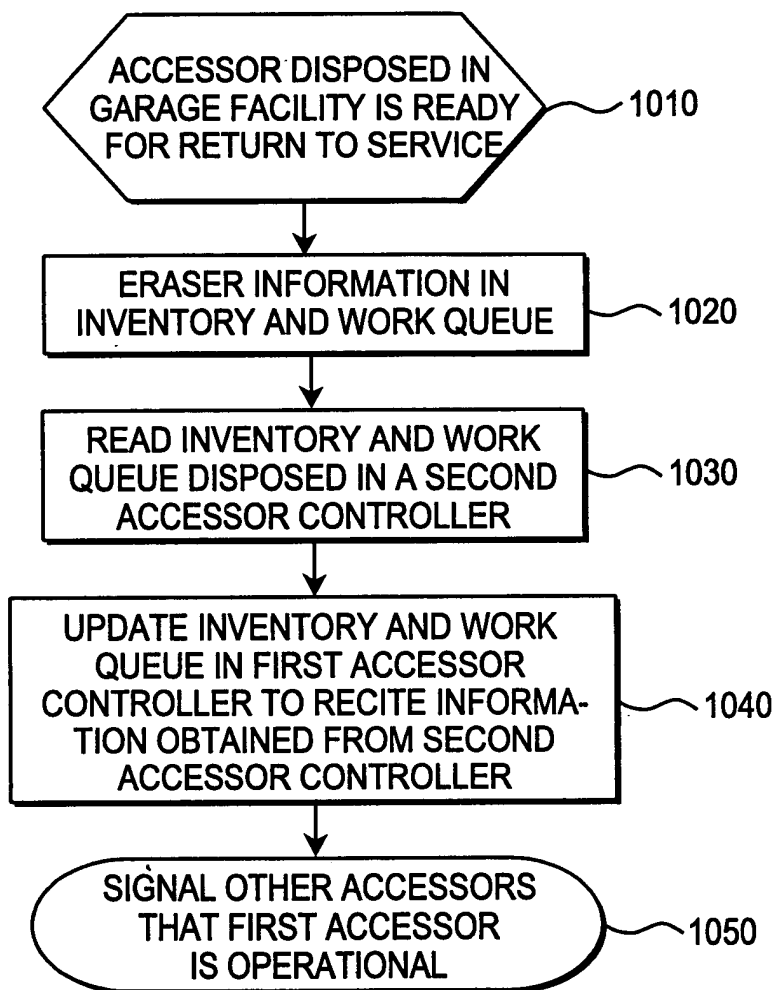 ACCESSOR DISPOSED IN
GARAGE FACILITY IS READY
FOR RETURN TO SERVICE
1010
ERASER INFORMATION IN
INVENTORY AND WORK QUEUE
1020
READ INVENTORY AND WORK
QUEUE DISPOSED IN A SECOND
ACCESSOR CONTROLLER
1030
UPDATE INVENTORY AND WORK
QUEUE IN FIRST ACCESSOR
CONTROLLER TO RECITE INFORMA-
TION OBTAINED FROM SECOND
ACCESSOR CONTROLLER
1040
SIGNAL OTHER ACCESSORS
THAT FIRST ACCESSOR
IS OPERATIONAL
1050